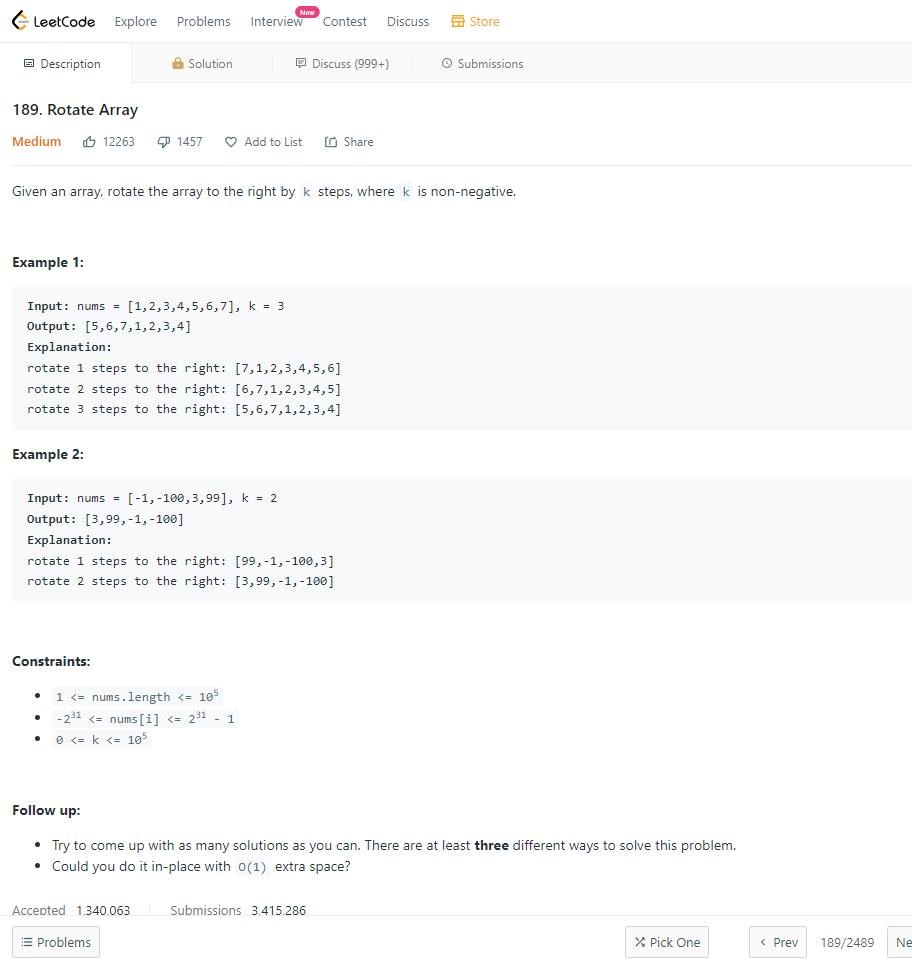 LeetCode Explore Problems Interview New Contest Discuss Store
Description Solution Discuss (999+) Submissions
189. Rotate Array
Medium 12263 1457 Add to List Share
Given an array, rotate the array to the right by k steps, where k is non-negative.
Example 1:
Input: nums = [1,2,3,4,5,6,7], k = 3
Output: [5,6,7,1,2,3,4]
Explanation:
rotate 1 steps to the right: [7,1,2,3,4,5,6]
rotate 2 steps to the right: [6,7,1,2,3,4,5]
rotate 3 steps to the right: [5,6,7,1,2,3,4]
Example 2:
Input: nums = [-1,-100,3,99], k = 2
Output: [3,99,-1,-100]
Explanation:
rotate 1 steps to the right: [99,-1,-100,3]
rotate 2 steps to the right: [3,99,-1,-100]
Constraints:
• 1 <= nums.length <= 10⁵
• -2³¹ <= nums[i] <= 2³¹ - 1
• 0 <= k <= 10⁵
Follow up:
• Try to come up with as many solutions as you can. There are at least three different ways to solve this problem.
• Could you do it in-place with O(1) extra space?
Accepted 1,340,063 Submissions 3,415,286
Problems Pick One < Prev 189/2489 Ne